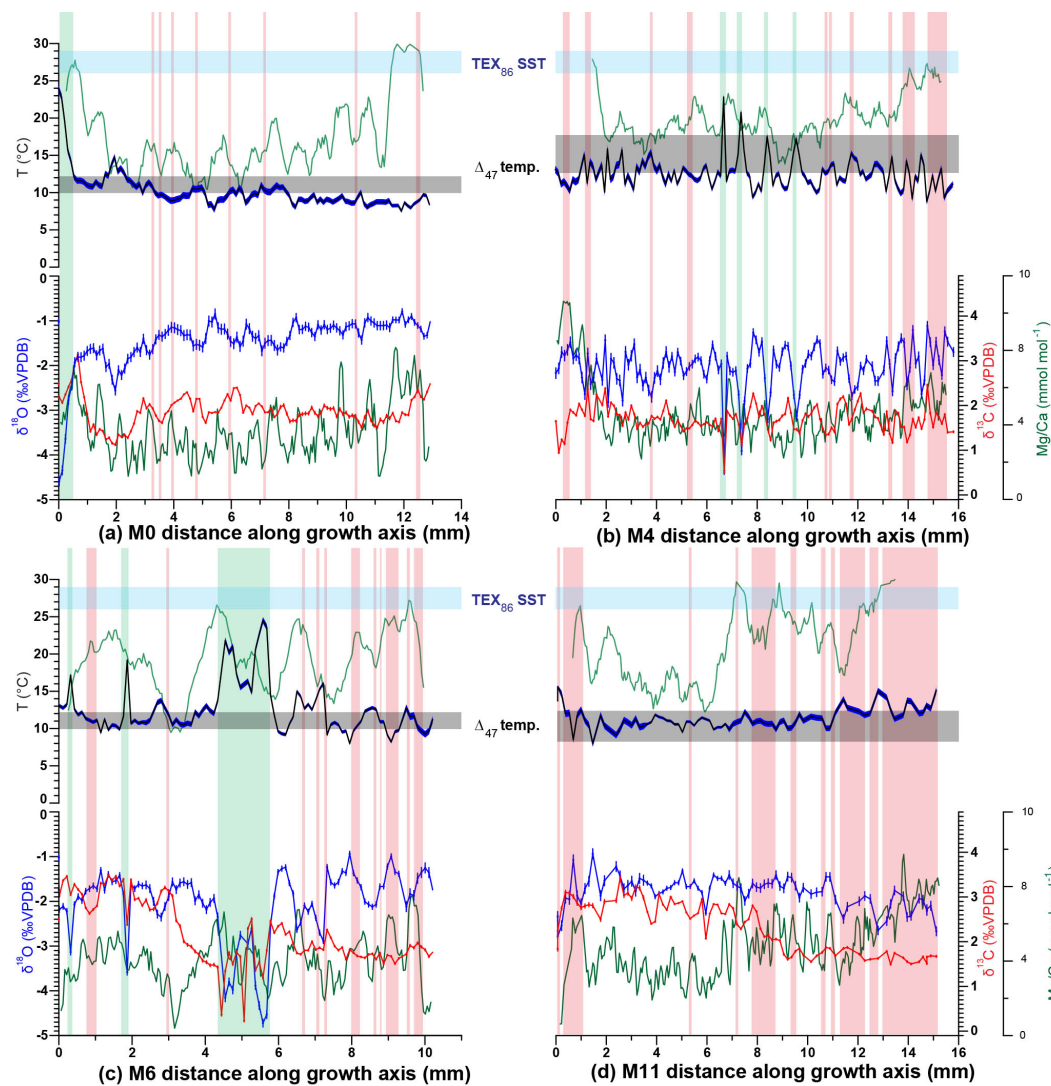 30
25
20
15
10
5
0
T (°C)
TEX86 SST
Δ47 temp.
0
-1
-2
-3
-4
-5
δ18O (‰VPDB)
4
3
2
1
0
δ13C (‰VPDB)
10
8
4
0
Mg/Ca (mmol mol-1)
0 2 4 6 8 10 12 14
0 2 4 6 8 10 12 14 16
(a) M0 distance along growth axis (mm)
(b) M4 distance along growth axis (mm)
30
25
20
15
10
5
0
T (°C)
TEX86 SST
Δ47 temp.
0
-1
-2
-3
-4
-5
δ18O (‰VPDB)
4
3
2
1
0
δ13C (‰VPDB)
10
8
4
0
0 2 4 6 8 10
0 2 4 6 8 10 12 14 16
(c) M6 distance along growth axis (mm)
(d) M11 distance along growth axis (mm)